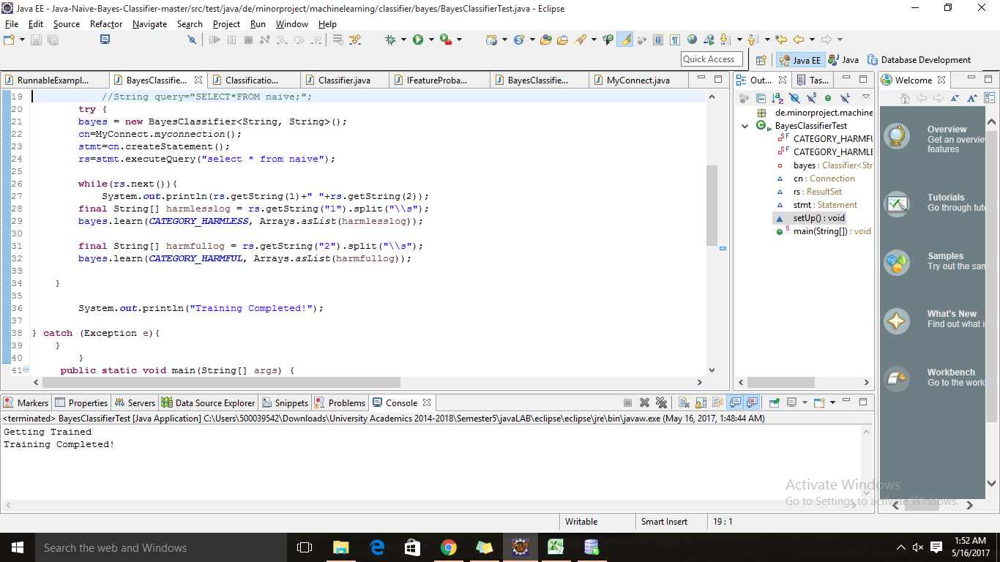 Java EE - Java-Naive-Bayes-Classifier-master/src/test/java/de/minorproject/machinelearning/classifier/bayes/BayesClassifierTest.java - Eclipse
File Edit Source Refactor Navigate Search Project Run Window Help
Quick Access
Java EE
Java
Database Development
RunnableExampl...
BayesClassifie...
Classificatio...
Classifier.java
IFeatureProba...
BayesClassifie...
MyConnect.java
19 //String query="SELECT*FROM naive;";
20 try {
21 bayes = new BayesClassifier<String, String>();
22 cn=MyConnect.myconnection();
23 stmt=cn.createStatement();
24 rs=stmt.executeQuery("select * from naive");
25
26 while(rs.next()){
27 System.out.println(rs.getString(1)+" "+rs.getString(2));
28 final String[] harmlesslog = rs.getString("1").split("\\s");
29 bayes.learn(CATEGORY_HARMLESS, Arrays.asList(harmlesslog));
30
31 final String[] harmfullog = rs.getString("2").split("\\s");
32 bayes.learn(CATEGORY_HARMFUL, Arrays.asList(harmfullog));
33
34 }
35
36 System.out.println("Training Completed!");
37
38 } catch (Exception e){
39 }
40 }
41 public static void main(String[] args) {
Out...
Tas...
de.minorproject.machine
BayesClassifierTest
CATEGORY_HARMFU
CATEGORY_HARMLE
bayes : Classifier<Str
cn : Connection
rs : ResultSet
stmt : Statement
setUp() : void
main(String[]) : void
Welcome
Overview
Get an overvie
features
Tutorials
Go through tut
Samples
Try out the sam
What's New
Find out what i
Workbench
Go to the work
Markers
Properties
Servers
Data Source Explorer
Snippets
Problems
Console
<terminated> BayesClassifierTest [Java Application] C:\Users\500039542\Downloads\University Academics 2014-2018\Semester5\javaLAB\eclipse\eclipse\jre\bin\javaw.exe (May 16, 2017, 1:48:44 AM)
Getting Trained
Training Completed!
Activate Windows
Go to Settings to activate Windows.
Writable
Smart Insert
19 : 1
Search the web and Windows
1:52 AM
5/16/2017